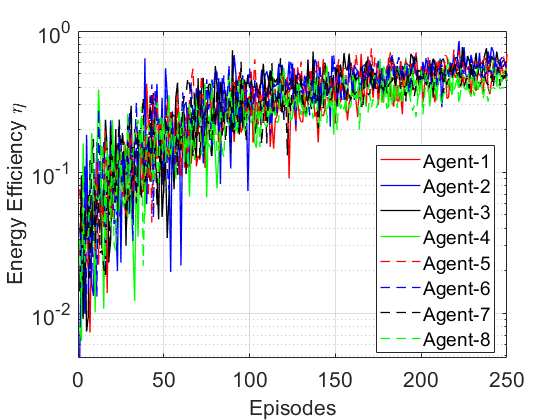 10^0
10^-1
10^-2
Energy Efficiency η
0 50 100 150 200 250
Episodes
Agent-1
Agent-2
Agent-3
Agent-4
Agent-5
Agent-6
Agent-7
Agent-8